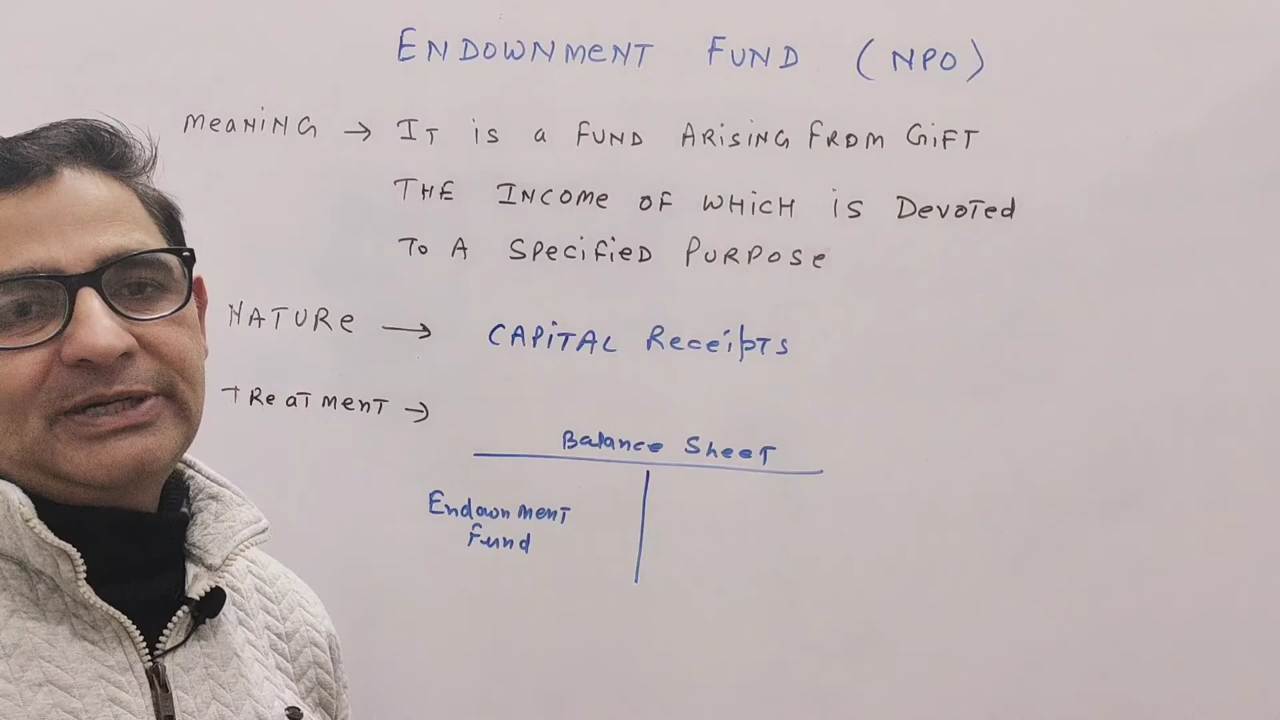 ENDOWNMENT FUND (NPO)
MEANING → IT is a FUND ARISING FROM GIFT
THE INCOME OF WHICH is DevoTed
To A Specified PURPOSe
NATURe → CAPITAL ReceipTs
TReaTmenT →
Balance SheeT
EndownmenT
Fund